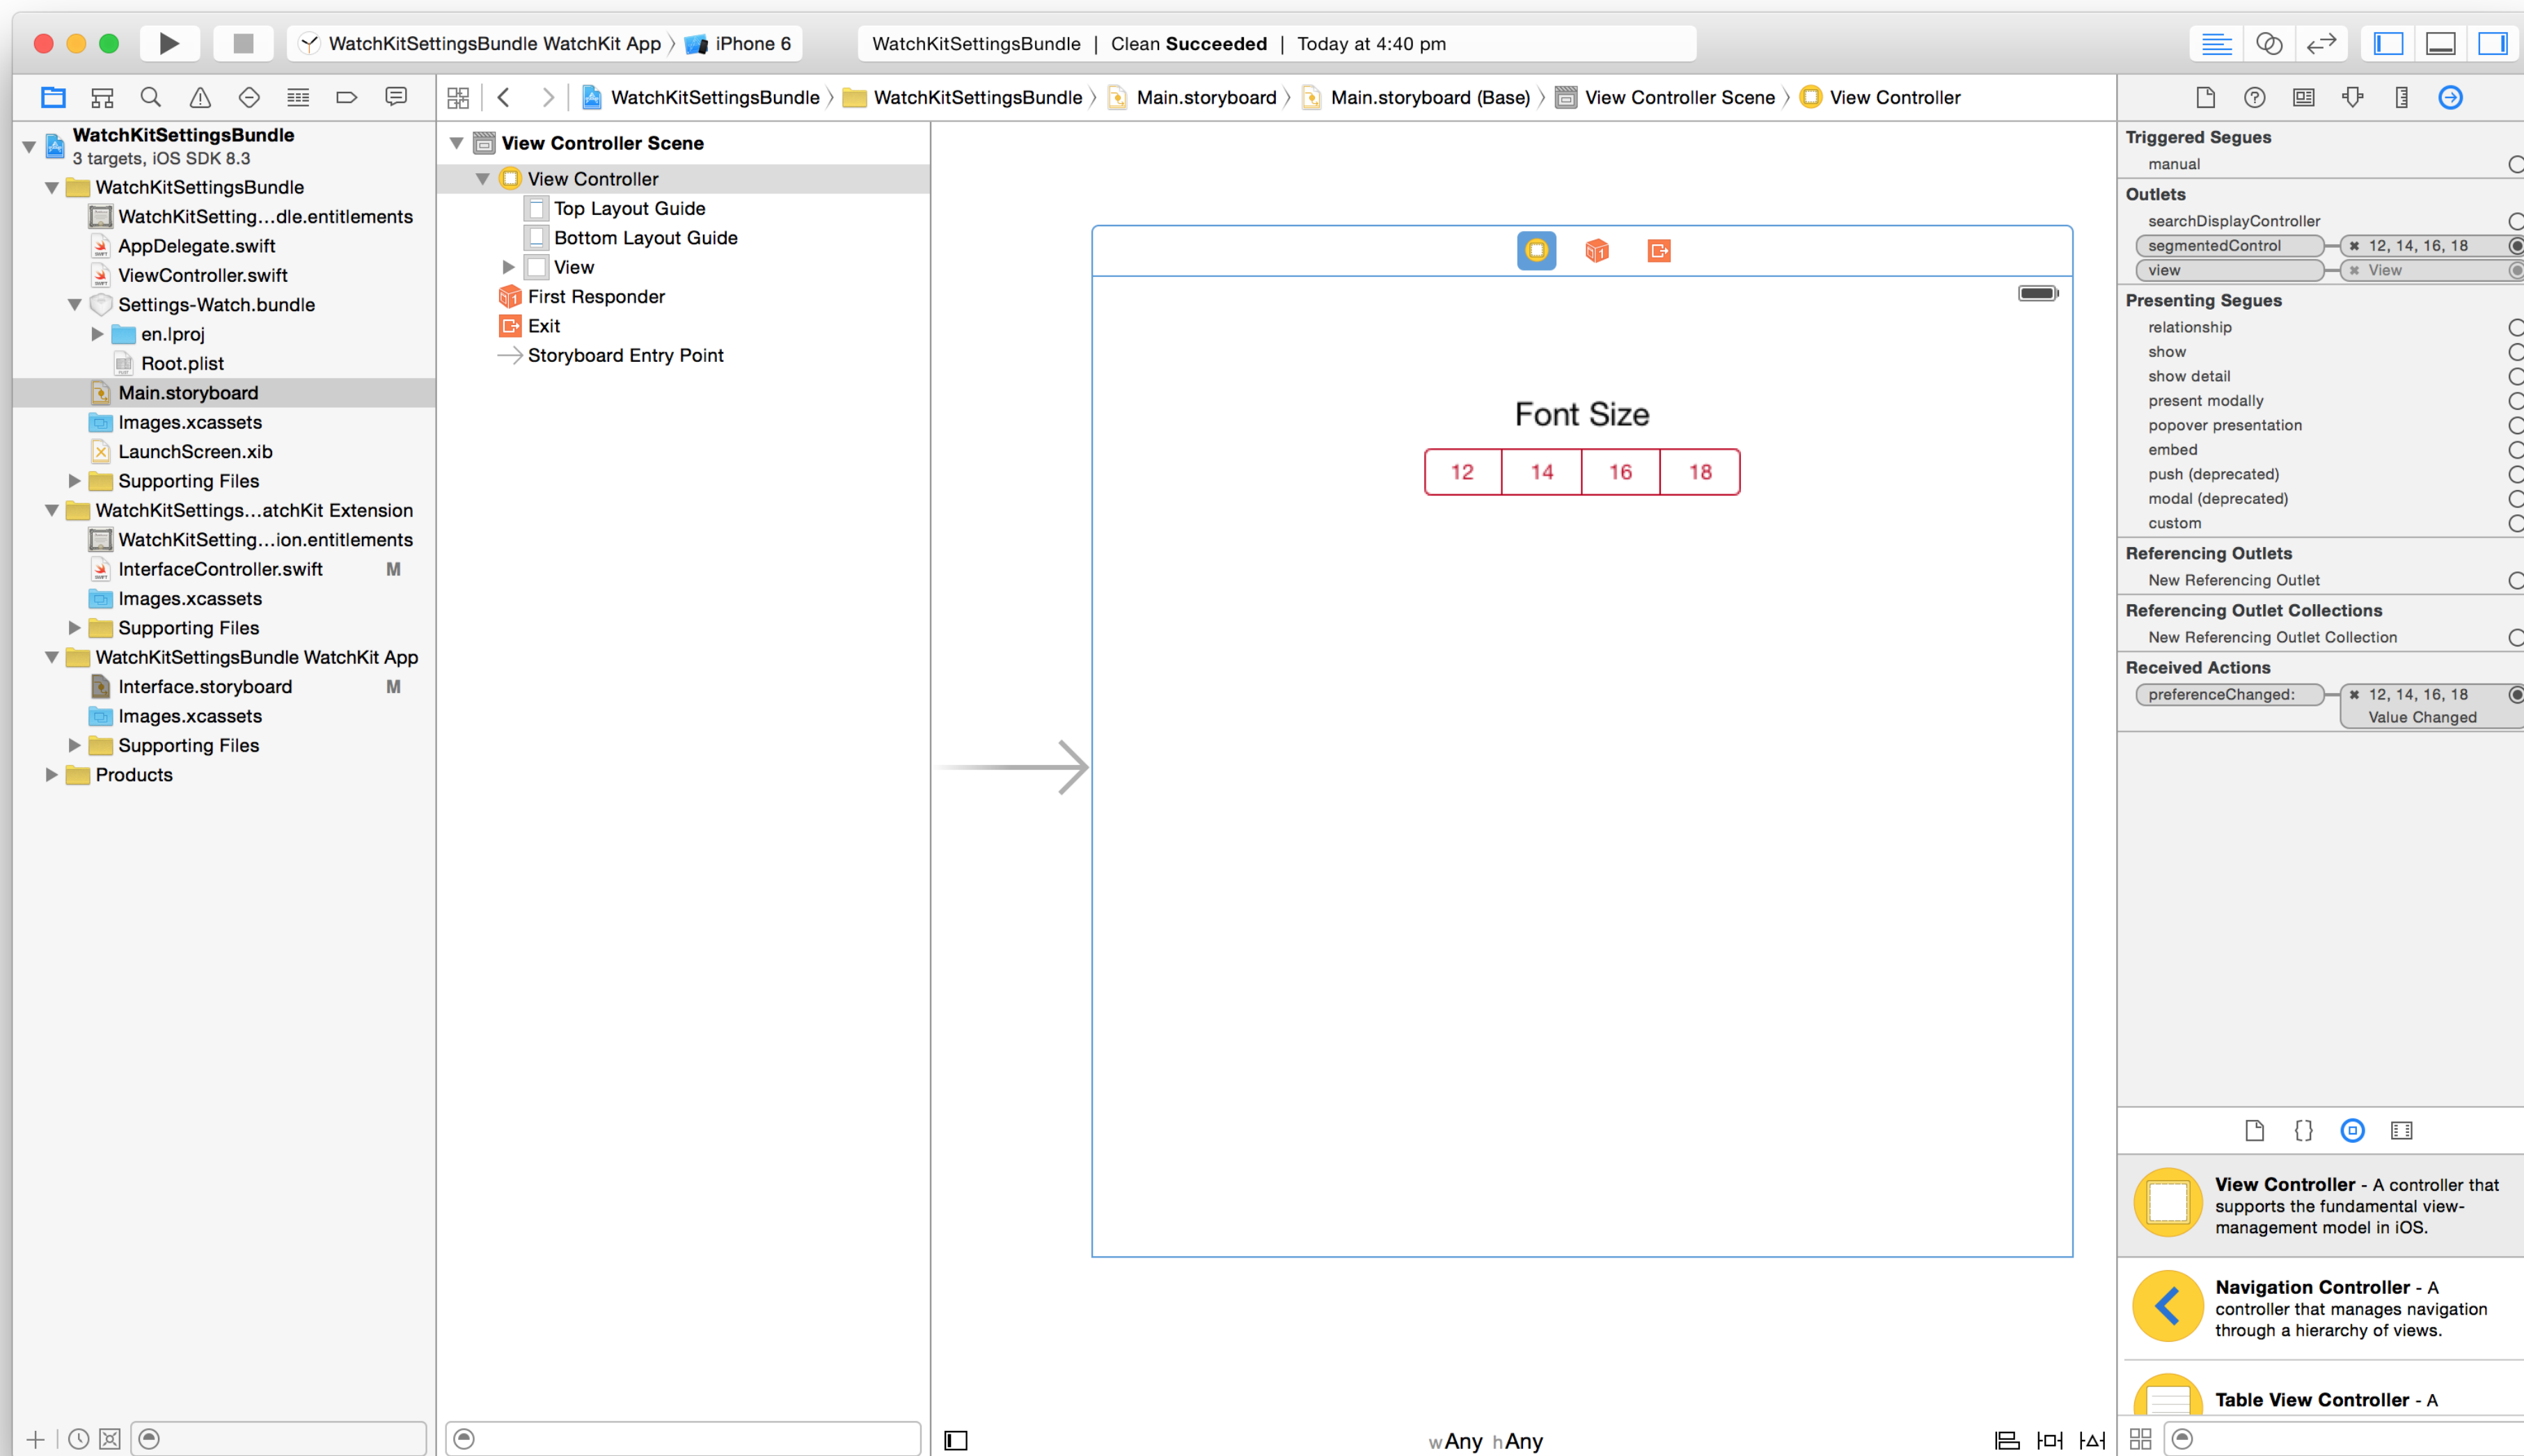 WatchKitSettingsBundle WatchKit App
iPhone 6
WatchKitSettingsBundle | Clean Succeeded | Today at 4:40 pm
WatchKitSettingsBundle
WatchKitSettingsBundle
Main.storyboard
Main.storyboard (Base)
View Controller Scene
View Controller
WatchKitSettingsBundle
3 targets, iOS SDK 8.3
WatchKitSettingsBundle
WatchKitSetting...dle.entitlements
AppDelegate.swift
ViewController.swift
Settings-Watch.bundle
en.lproj
Root.plist
Main.storyboard
Images.xcassets
LaunchScreen.xib
Supporting Files
WatchKitSettings...atchKit Extension
WatchKitSetting...ion.entitlements
InterfaceController.swift M
Images.xcassets
Supporting Files
WatchKitSettingsBundle WatchKit App
Interface.storyboard M
Images.xcassets
Supporting Files
Products
View Controller Scene
View Controller
Top Layout Guide
Bottom Layout Guide
View
First Responder
Exit
Storyboard Entry Point
Font Size
12 14 16 18
wAny hAny
Triggered Segues
manual
Outlets
searchDisplayController
segmentedControl 12, 14, 16, 18
view View
Presenting Segues
relationship
show
show detail
present modally
popover presentation
embed
push (deprecated)
modal (deprecated)
custom
Referencing Outlets
New Referencing Outlet
Referencing Outlet Collections
New Referencing Outlet Collection
Received Actions
preferenceChanged: 12, 14, 16, 18
Value Changed
{}
View Controller - A controller that
supports the fundamental view-
management model in iOS.
Navigation Controller - A
controller that manages navigation
through a hierarchy of views.
Table View Controller - A